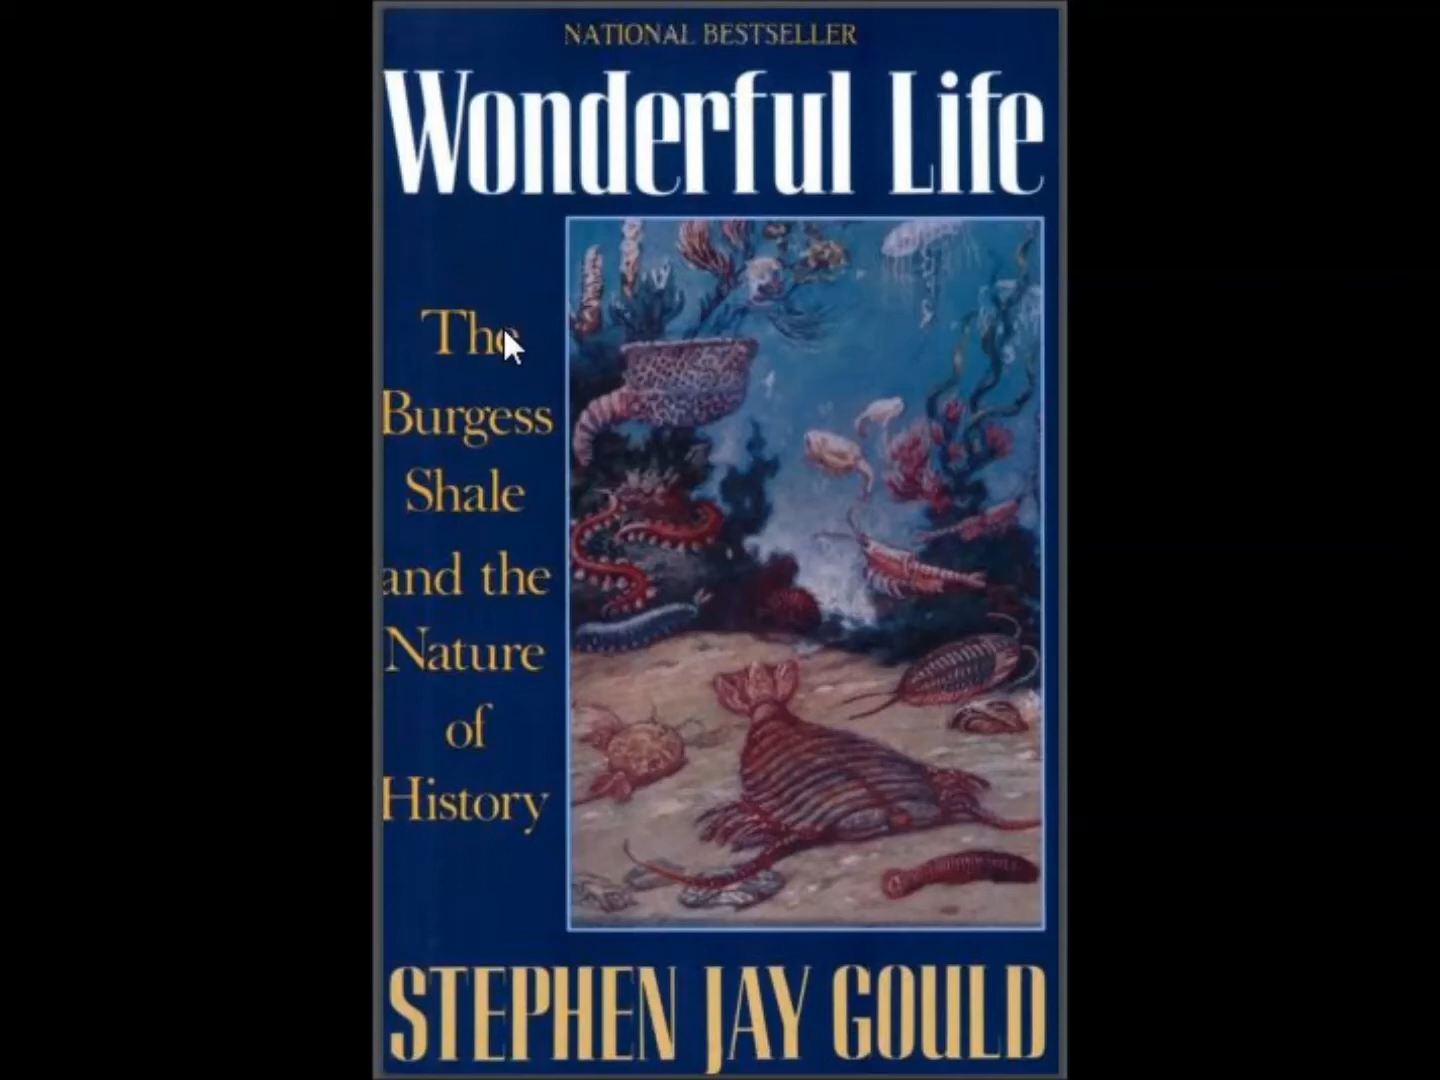 NATIONAL BESTSELLER
Wonderful Life
The
Burgess
Shale
and the
Nature
of
History
STEPHEN JAY GOULD